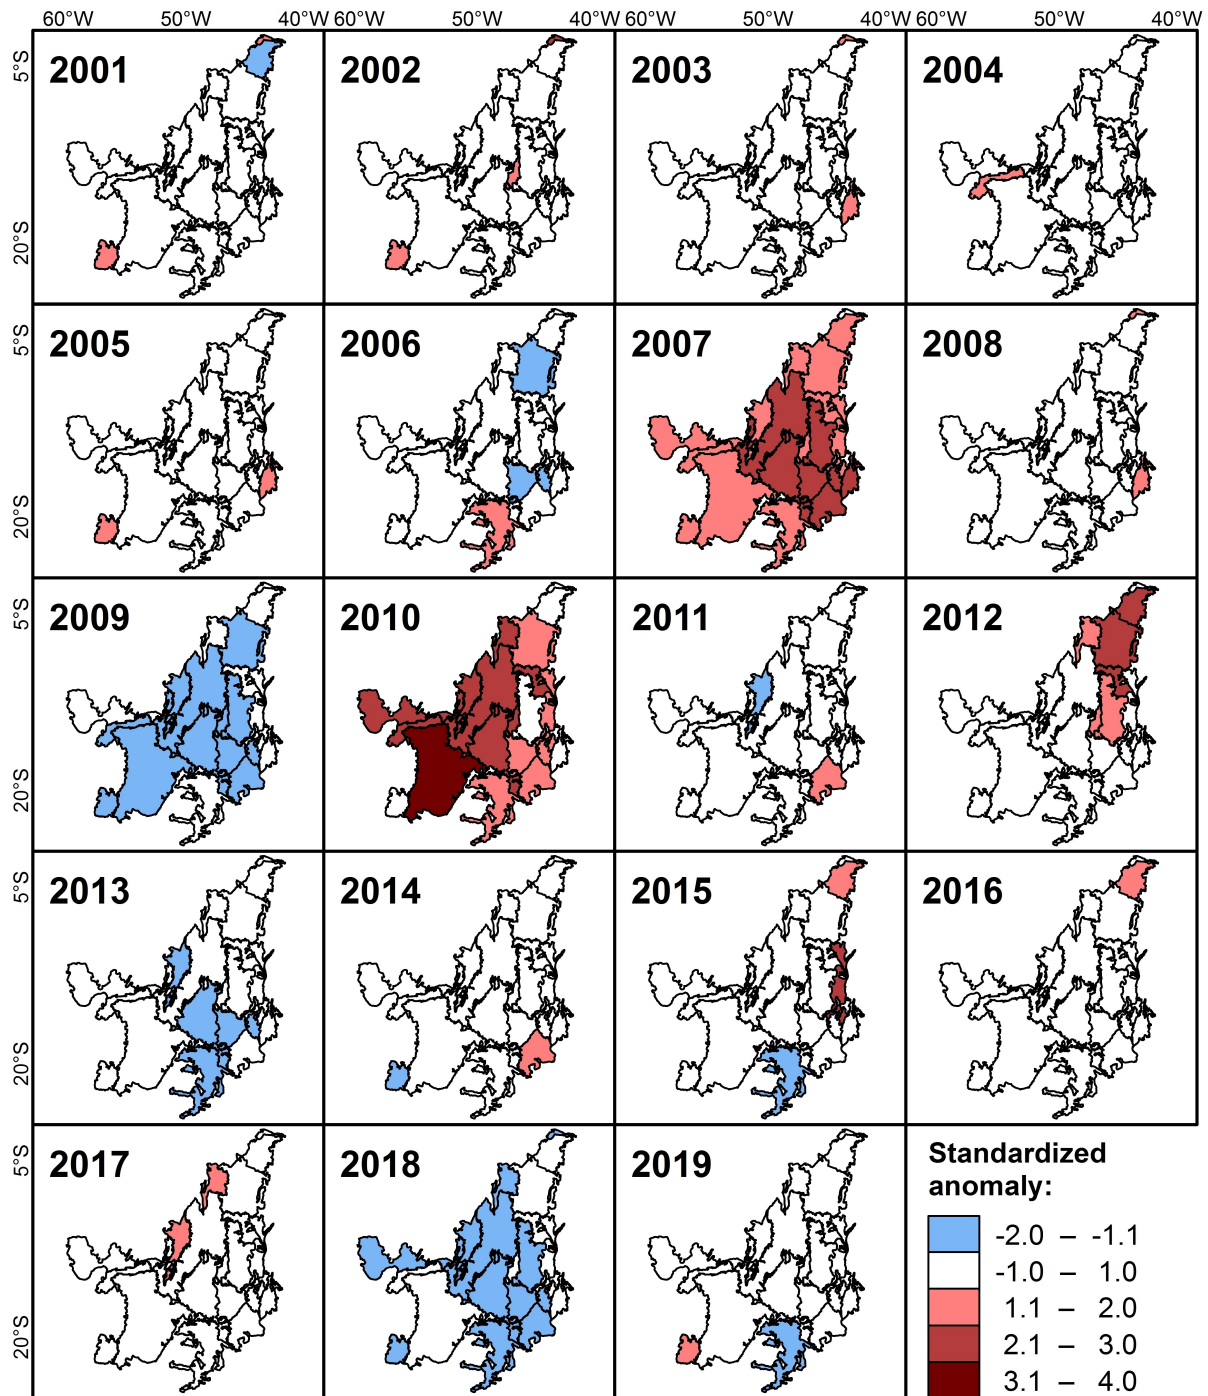 60°W 50°W 40°W 60°W 50°W 40°W 60°W 50°W 40°W 60°W 50°W 40°W
5°S 2001 2002 2003 2004
20°S
5°S 2005 2006 2007 2008
20°S
5°S 2009 2010 2011 2012
20°S
5°S 2013 2014 2015 2016
20°S
5°S 2017 2018 2019
20°S
Standardized
anomaly:
-2.0 – -1.1
-1.0 – 1.0
1.1 – 2.0
2.1 – 3.0
3.1 – 4.0